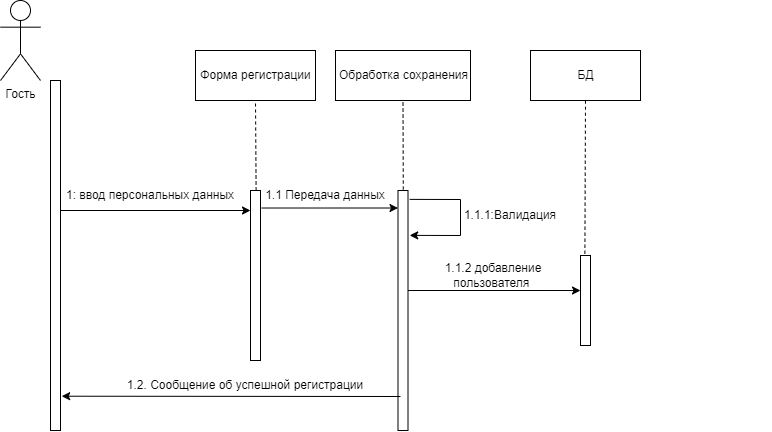 Гость
Форма регистрации
Обработка сохранения
БД
1: ввод персональных данных
1.1 Передача данных
1.1.1:Валидация
1.1.2 добавление
пользователя
1.2. Сообщение об успешной регистрации